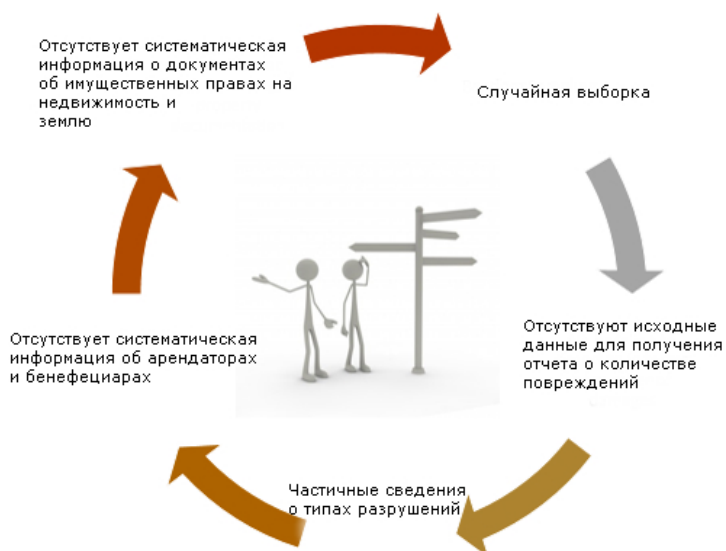 Отсутствует систематическая
информация о документах
об имущественных правах на
недвижимость и
землю
Случайная выборка
Отсутствуют исходные
данные для получения
отчета о количестве
повреждений
Частичные сведения
о типах разрушений
Отсутствует систематическая
информация об арендаторах
и бенефециарах